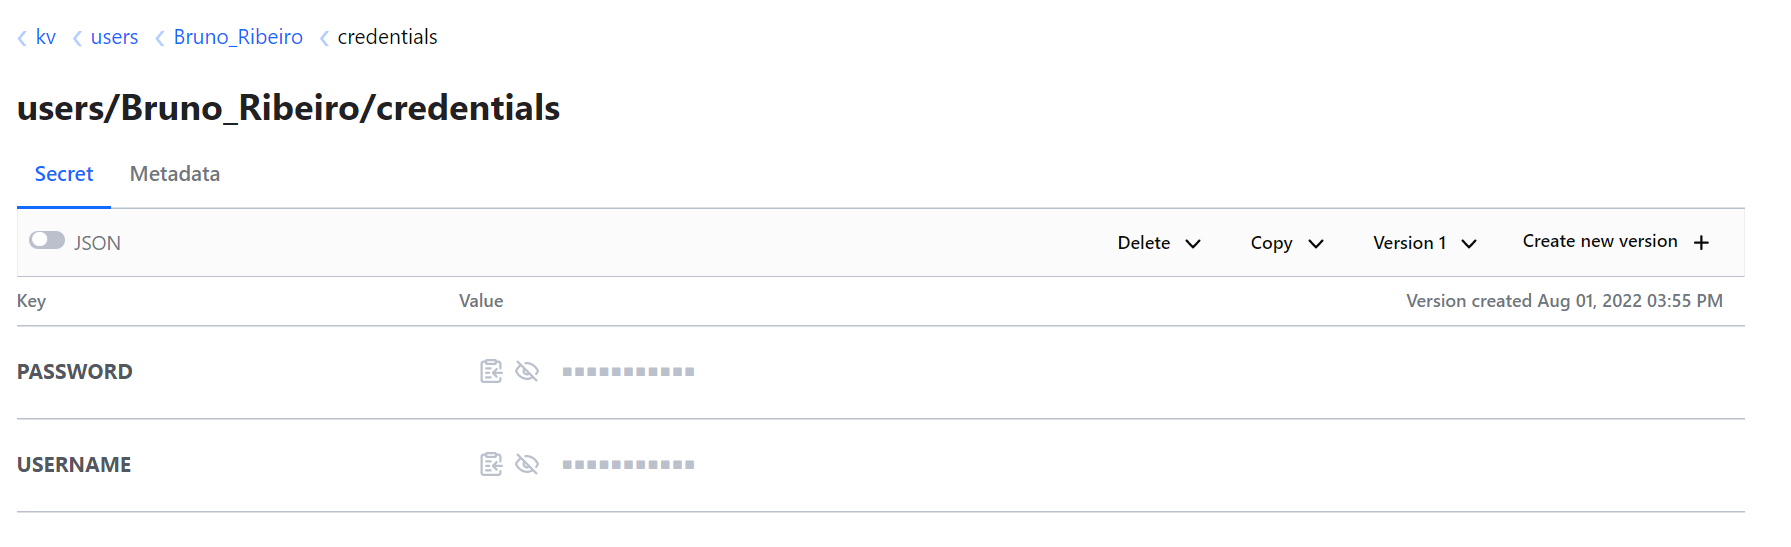 kv users Bruno_Ribeiro credentials
users/Bruno_Ribeiro/credentials
Secret Metadata
JSON Delete Copy Version 1 Create new version +
Key Value Version created Aug 01, 2022 03:55 PM
PASSWORD ■■■■■■■■■■■
USERNAME ■■■■■■■■■■■